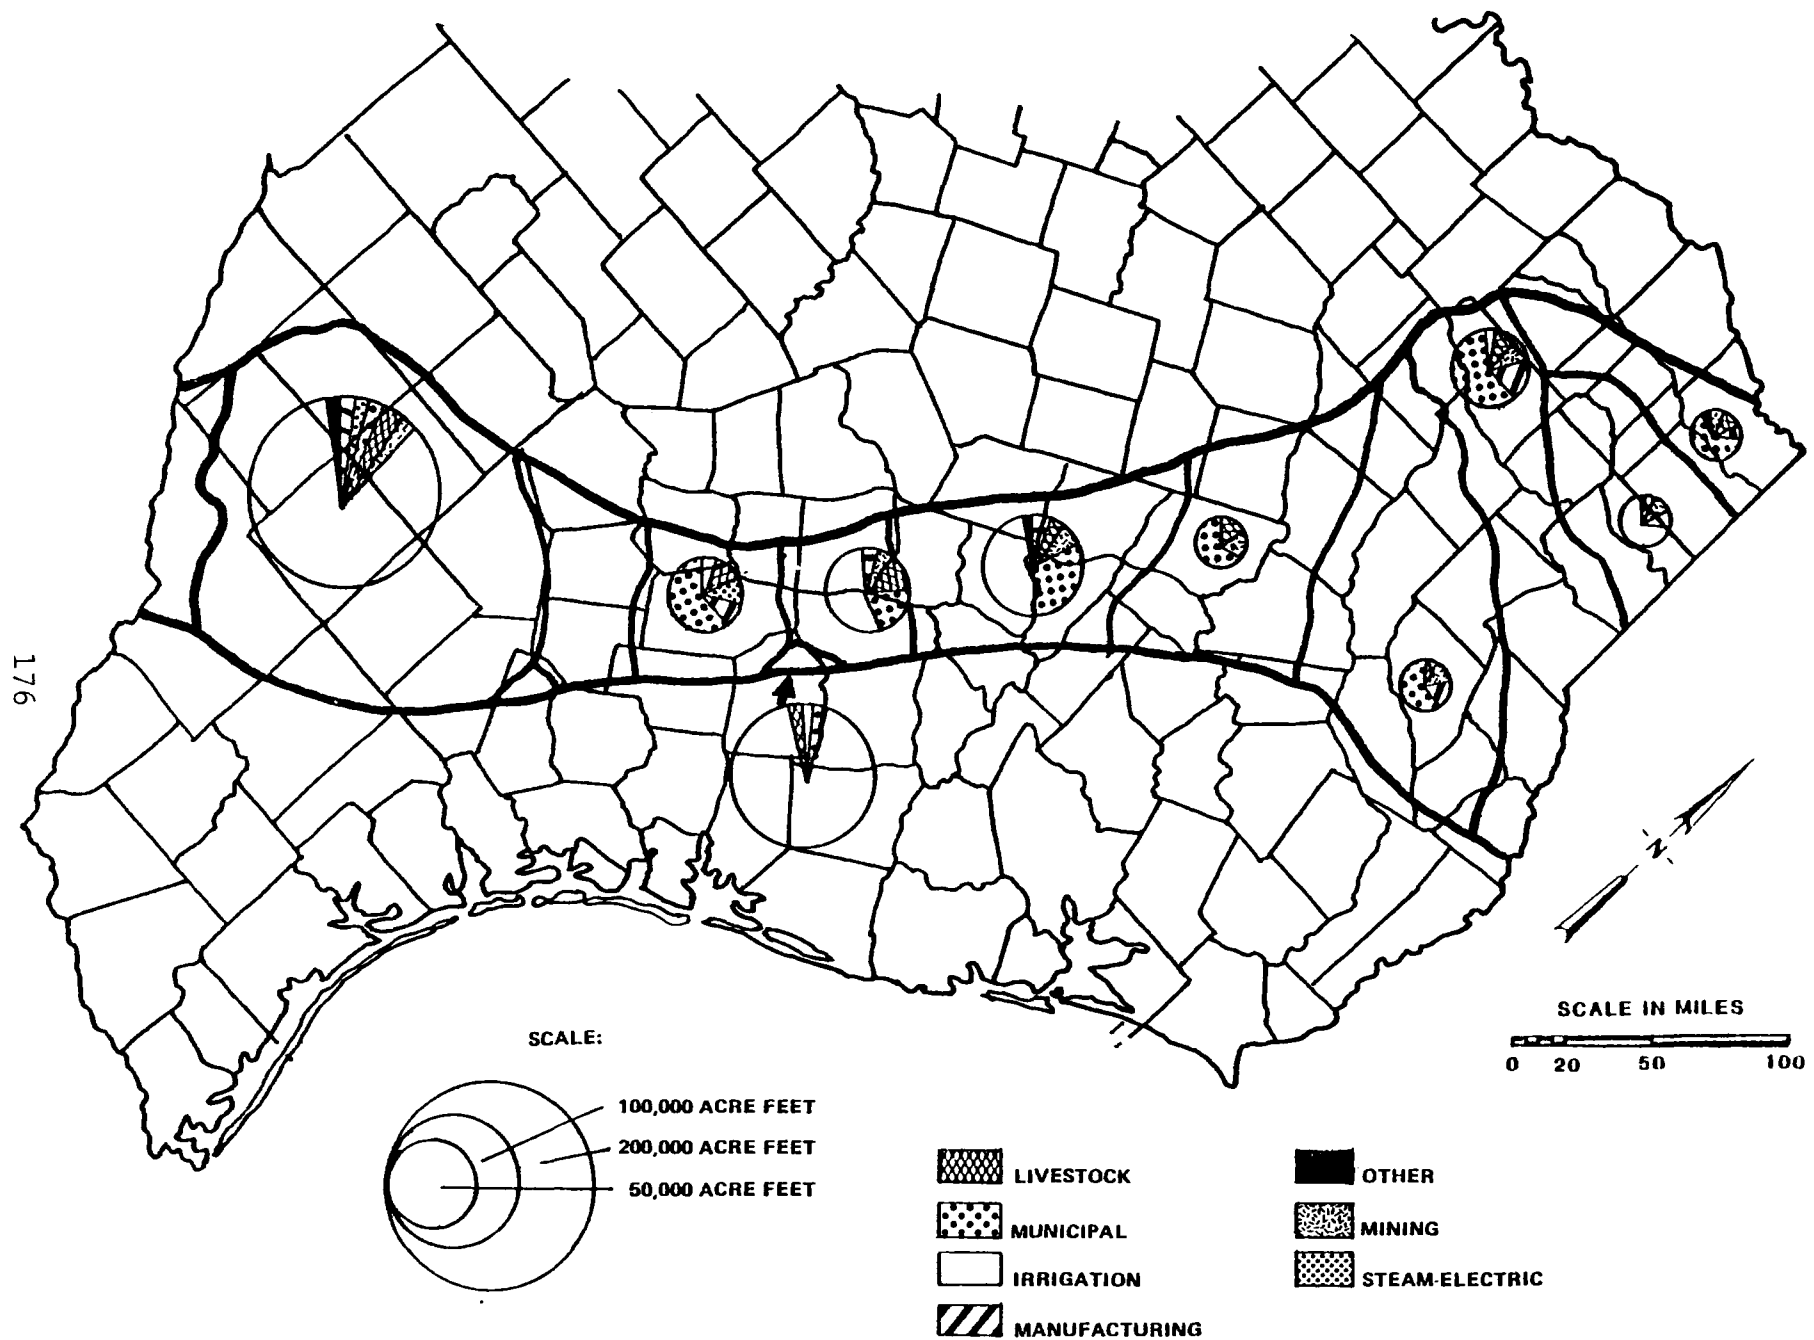 176
N
SCALE IN MILES
0 20 50 100
SCALE:
100,000 ACRE FEET
200,000 ACRE FEET
50,000 ACRE FEET
LIVESTOCK
MUNICIPAL
IRRIGATION
MANUFACTURING
OTHER
MINING
STEAM-ELECTRIC